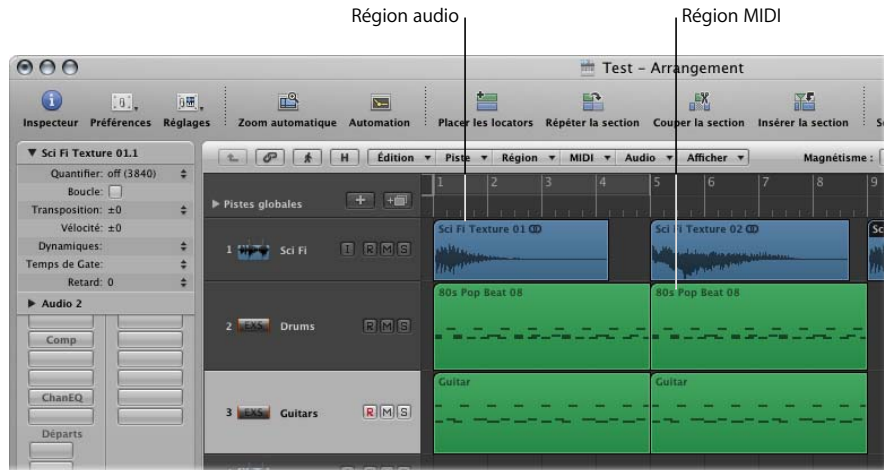 Région audio
Région MIDI
Test – Arrangement
Inspecteur Préférences Réglages Zoom automatique Automation Placer les locators Répéter la section Couper la section Insérer la section
Sci Fi Texture 01.1
Édition Piste Région MIDI Audio Afficher Magnétisme :
H
Quantifier: off (3840)
Boucle:
Transposition: ±0
Vélocité: ±0
Dynamiques:
Temps de Gate:
Retard: 0
Audio 2
Comp
ChanEQ
Départs
Pistes globales
1 2 3 4 5 6 7 8 9
1 Sci Fi I R M S
Sci Fi Texture 01
Sci Fi Texture 02
Sc
2 EXS Drums R M S
80s Pop Beat 08
80s Pop Beat 08
3 EXS Guitars R M S
Guitar
Guitar